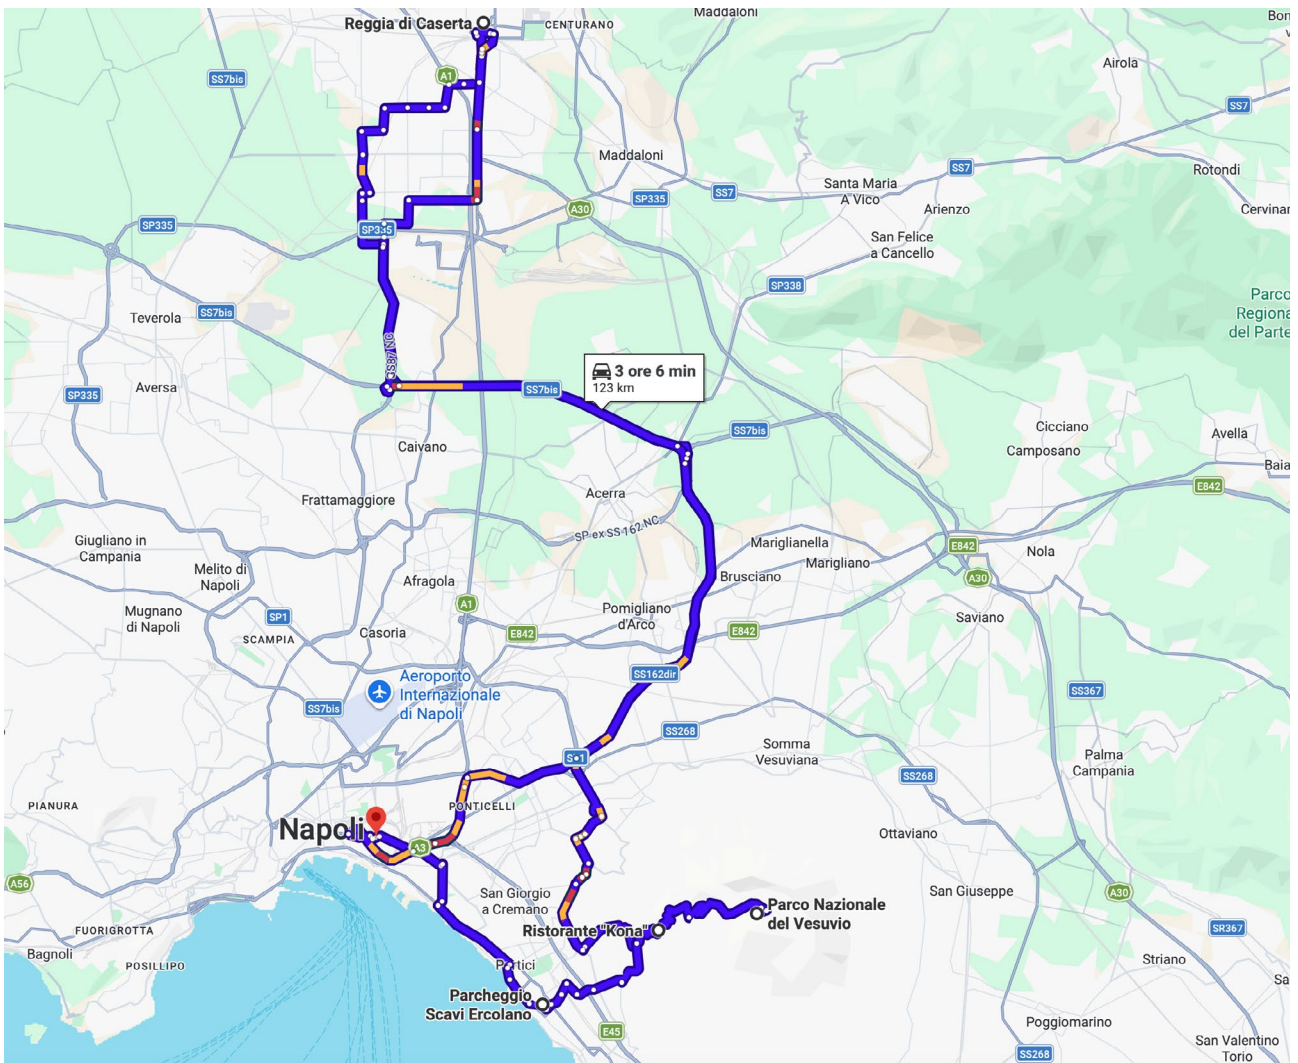 Maddaloni
Reggia di Caserta
CENTURANO
Airola
A1
SS7bis
SS7
Maddaloni
Rotondi
SS7
SP335
SS7
Santa Maria
A Vico
Arienzo
Cervinar
A30
SP335
SP335
San Felice
a Cancello
SP338
Parco
Regiona
del Parte
SS7bis
Teverola
SS87 NC
3 ore 6 min
123 km
Aversa
SP335
SS7bis
SS7bis
Cicciano
Avella
Caivano
Camposano
Baia
Frattamaggiore
Acerra
E842
SP ex SS 162 NC
Giugliano in
Campania
Mariglianella
E842
Nola
Melito di
Napoli
Marigliano
Afragola
Brusciano
A30
A1
Pomigliano
d'Arco
Mugnano
di Napoli
SP1
Saviano
SCAMPIA
Casoria
E842
E842
Aeroporto
Internazionale
di Napoli
SS162dir
SS367
SS7bis
SS268
Somma
Vesuviana
Palma
Campania
SS268
PIANURA
PONTICELLI
Napoli
Ottaviano
A3
A56
San Giorgio
a Cremano
San Giuseppe
A30
Parco Nazionale
del Vesuvio
FUORIGROTTA
Ristorante "Kona"
SR367
Bagnoli
POSILLIPO
Portici
Striano
Parcheggio
Scavi Ercolano
E45
Poggiomarino
San Valentino
Torio
SS268